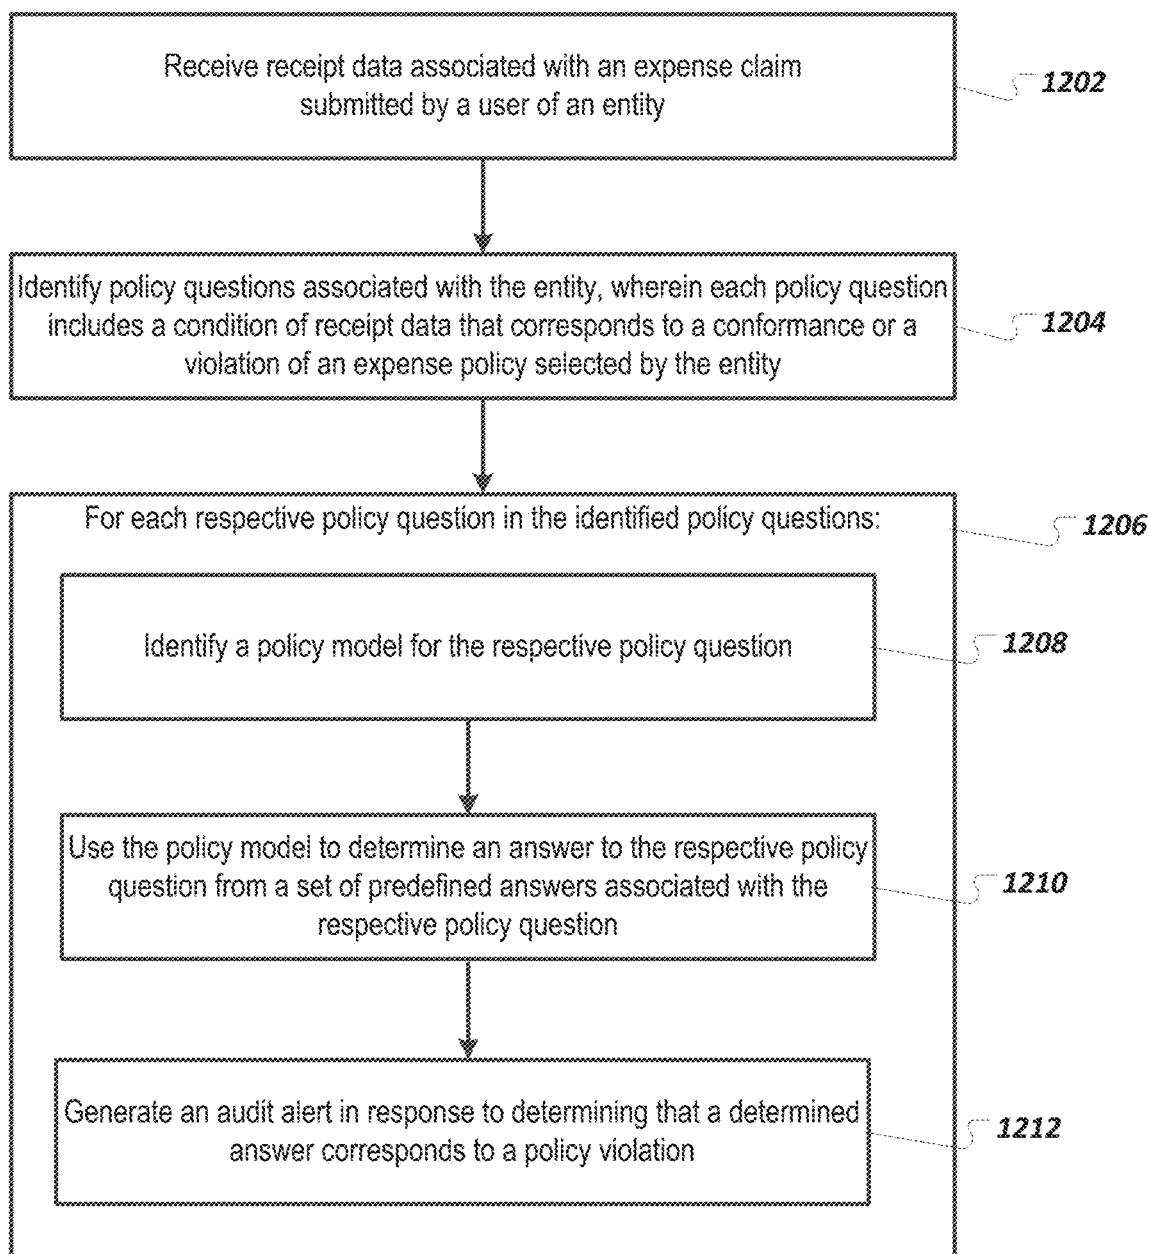 Receive receipt data associated with an expense claim
submitted by a user of an entity
1202
Identify policy questions associated with the entity, wherein each policy question
includes a condition of receipt data that corresponds to a conformance or a
violation of an expense policy selected by the entity
1204
For each respective policy question in the identified policy questions:
1206
Identify a policy model for the respective policy question
1208
Use the policy model to determine an answer to the respective policy
question from a set of predefined answers associated with the
respective policy question
1210
Generate an audit alert in response to determining that a determined
answer corresponds to a policy violation
1212